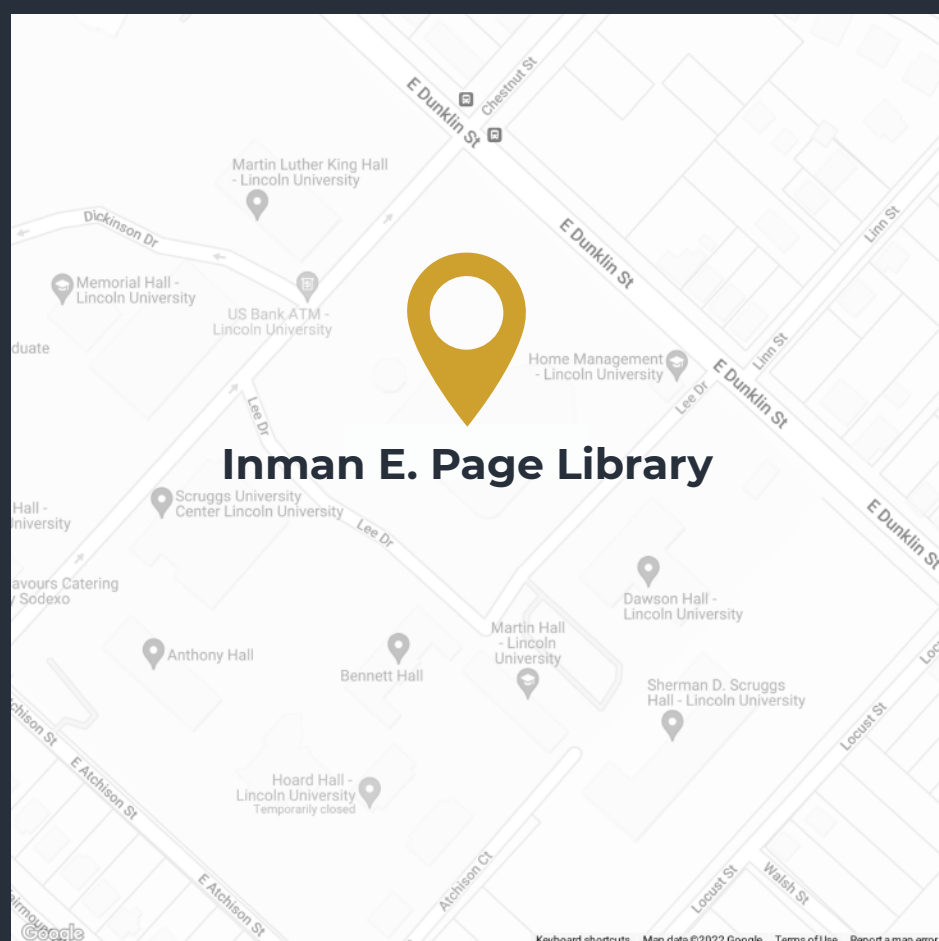 E Dunklin St
Chestnut St
Martin Luther King Hall
- Lincoln University
Dickinson Dr
Linn St
E Dunklin St
Memorial Hall -
Lincoln University
US Bank ATM -
Lincoln University
duate
Home Management
- Lincoln University
Linn St
E Dunklin St
Lee Dr
Lee Dr
Inman E. Page Library
Scruggs University
Center Lincoln University
Hall -
niversity
Lee Dr
E Dunklin St
avours Catering
y Sodexo
Dawson Hall -
Lincoln University
Martin Hall
- Lincoln
University
Anthony Hall
Bennett Hall
Loc
Sherman D. Scruggs
Hall - Lincoln University
chison St
Locust St
E Atchison St
Hoard Hall -
Lincoln University
Temporarily closed
E Atchison St
Atchison Ct
Locust St
Walsh St
airmou
Google
Keyboard shortcuts Map data ©2022 Google Terms of Use Report a map error